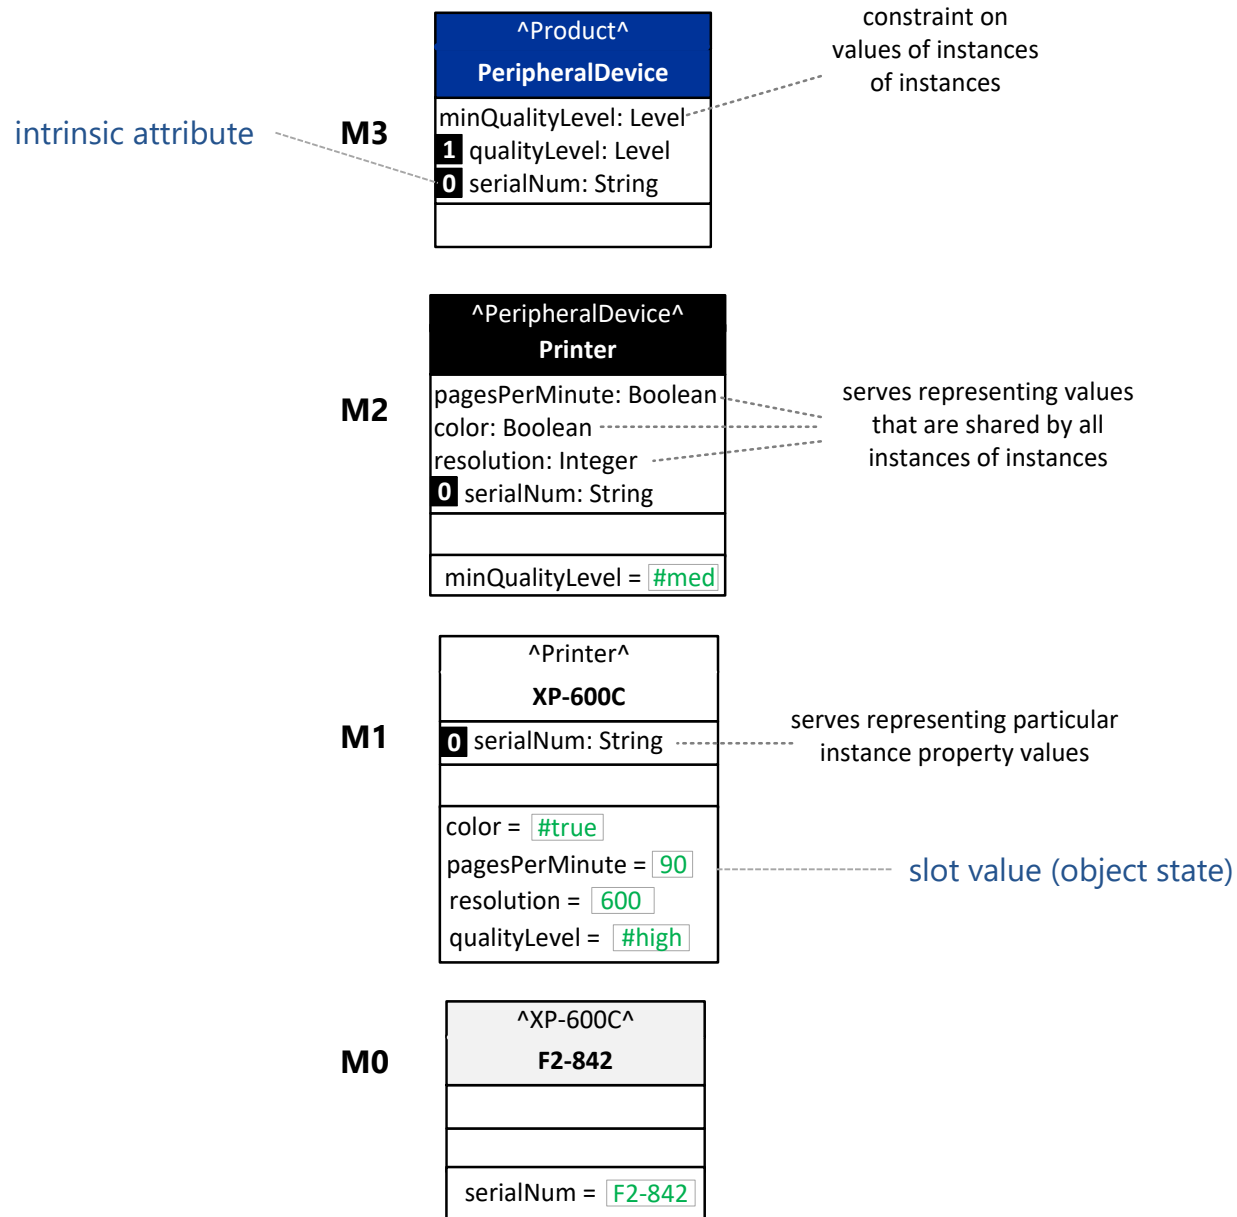 ^Product^
PeripheralDevice
constraint on
values of instances
of instances
intrinsic attribute
M3
minQualityLevel: Level
1 qualityLevel: Level
0 serialNum: String
^PeripheralDevice^
Printer
M2
pagesPerMinute: Boolean
color: Boolean
resolution: Integer
0 serialNum: String
serves representing values
that are shared by all
instances of instances
minQualityLevel = #med
^Printer^
XP-600C
M1
0 serialNum: String
serves representing particular
instance property values
color = #true
pagesPerMinute = 90
resolution = 600
qualityLevel = #high
slot value (object state)
^XP-600C^
F2-842
M0
serialNum = F2-842